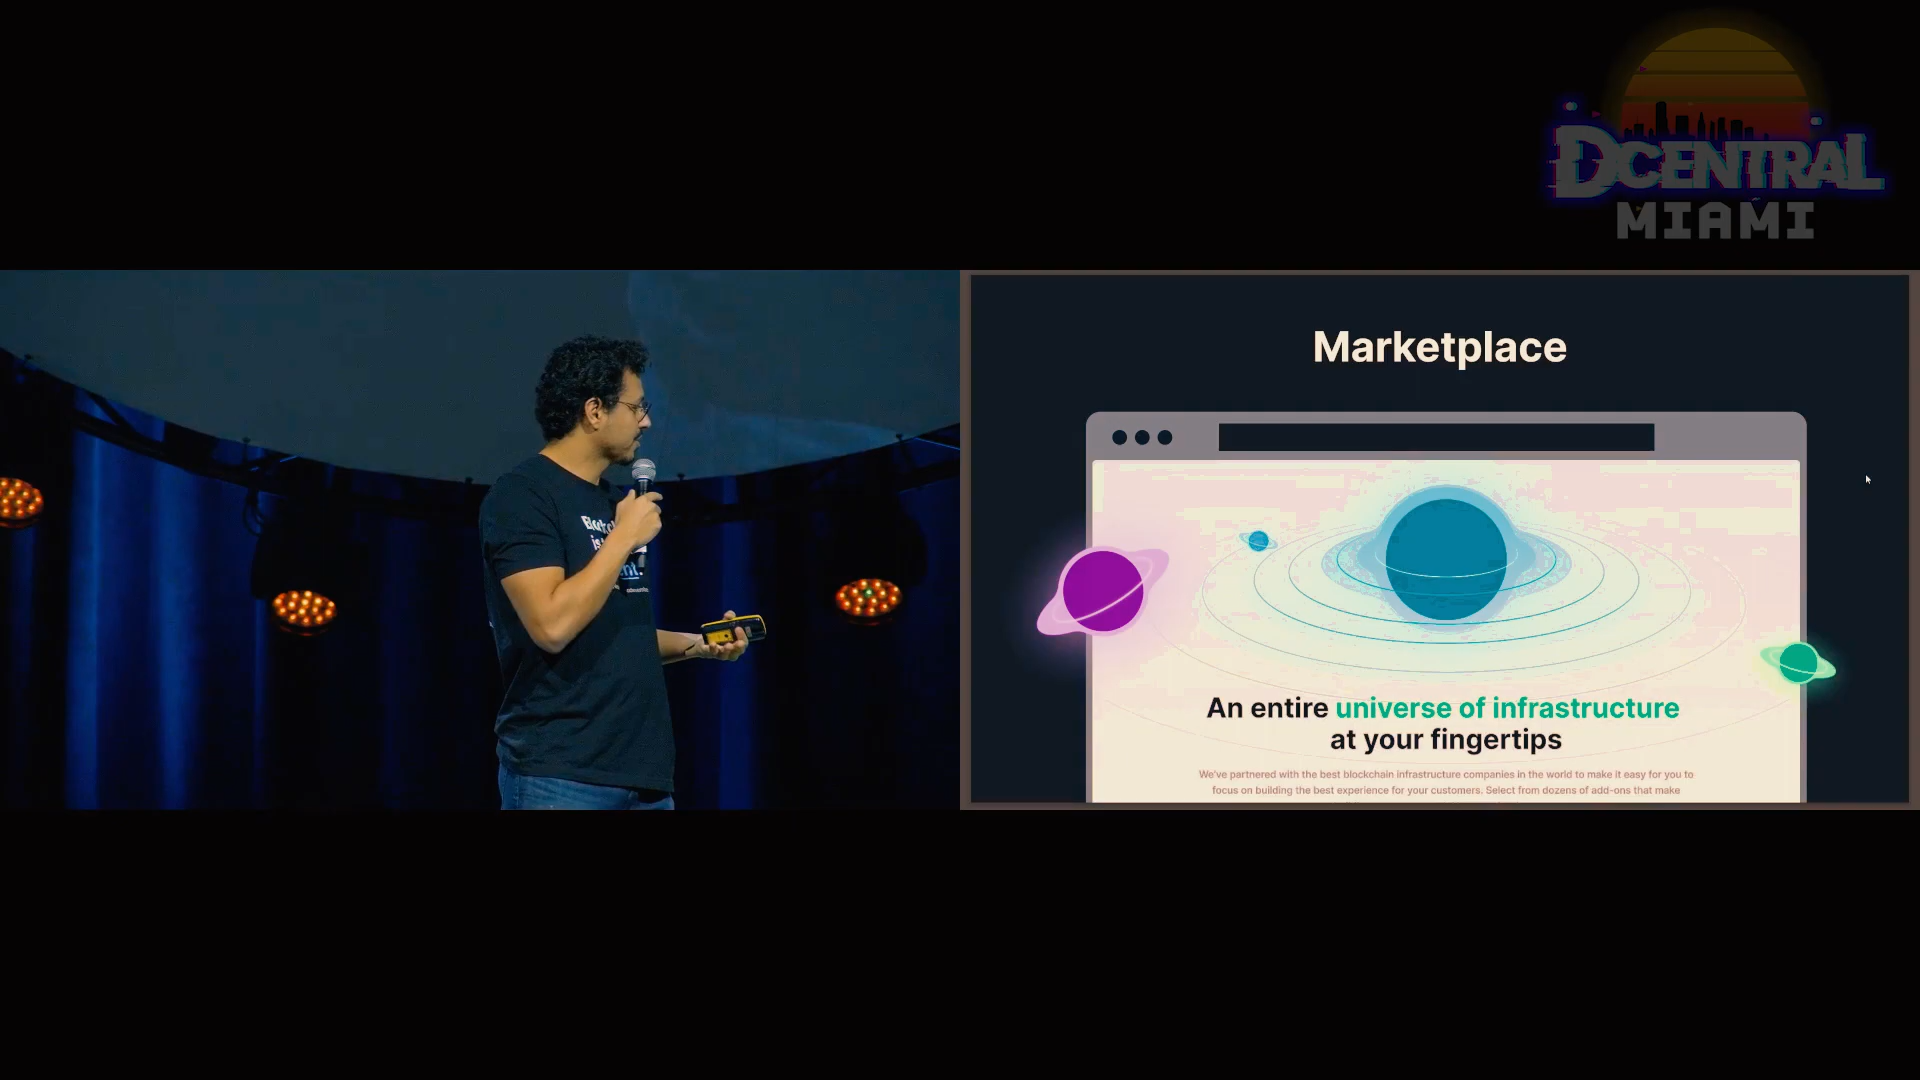 DCENTRAL
MIAMI
Marketplace
An entire universe of infrastructure
at your fingertips
We've partnered with the best blockchain infrastructure companies in the world to make it easy for you to
focus on building the best experience for your customers. Select from dozens of add-ons that make